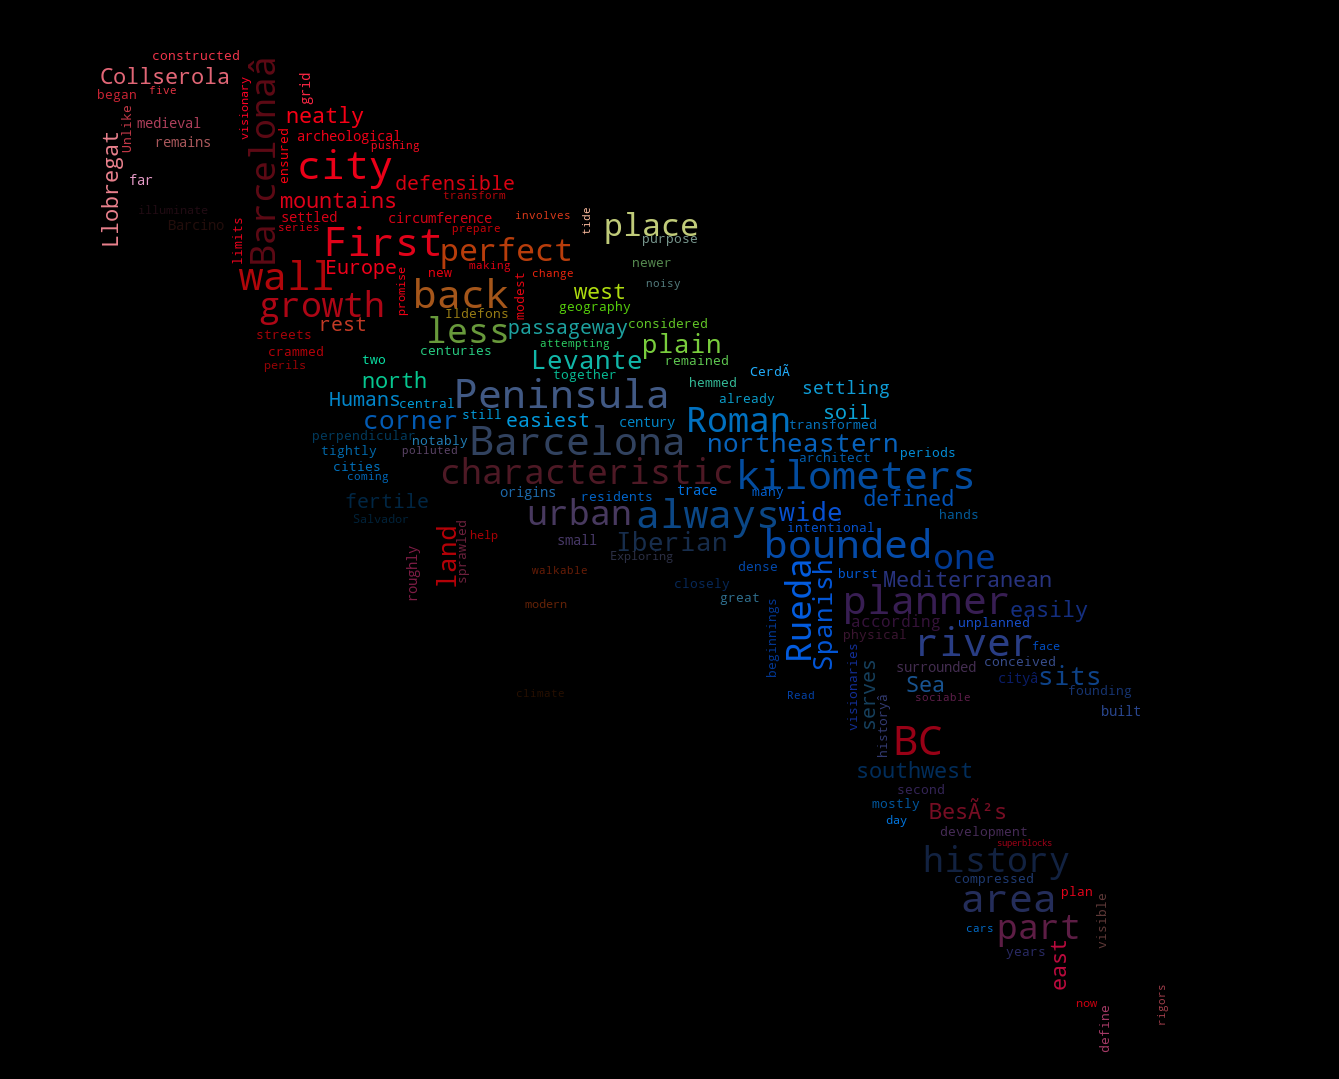 constructed
Collserola
began
five
Barcelonaâ
visionary
grid
Unlike
medieval
neatly
remains
ensured
archeological
pushing
Llobregat
far
city
defensible
transform
mountains
illuminate
Barcino
settled
circumference
involves
tide
place
limits
series
First
prepare
purpose
perfect
wall
Europe
new
making
change
newer
promise
back
modest
west
noisy
growth
Ildefons
geography
rest
less
passageway
considered
streets
crammed
centuries
attempting
plain
perils
two
Levante
remained
together
CerdÃ
north
hemmed
settling
Humans
central
Peninsula
already
corner
still
easiest
century
Roman
soil
transformed
perpendicular
notably
Barcelona
northeastern
tightly
polluted
architect
periods
cities
coming
characteristic
kilometers
fertile
origins
residents
trace
many
defined
Salvador
urban
always
wide
hands
land
sprawled
help
small
Iberian
intentional
Exploring
bounded
one
roughly
walkable
closely
dense
burst
Mediterranean
modern
great
Rueda
Spanish
planner
easily
beginnings
according
unplanned
physical
river
face
visionaries
serves
surrounded
conceived
climate
Read
Sea
cityâ
sits
sociable
founding
historyâ
built
BC
southwest
second
mostly
BesÃ²s
day
development
superblocks
history
compressed
area
plan
visible
cars
part
years
east
now
rigors
define